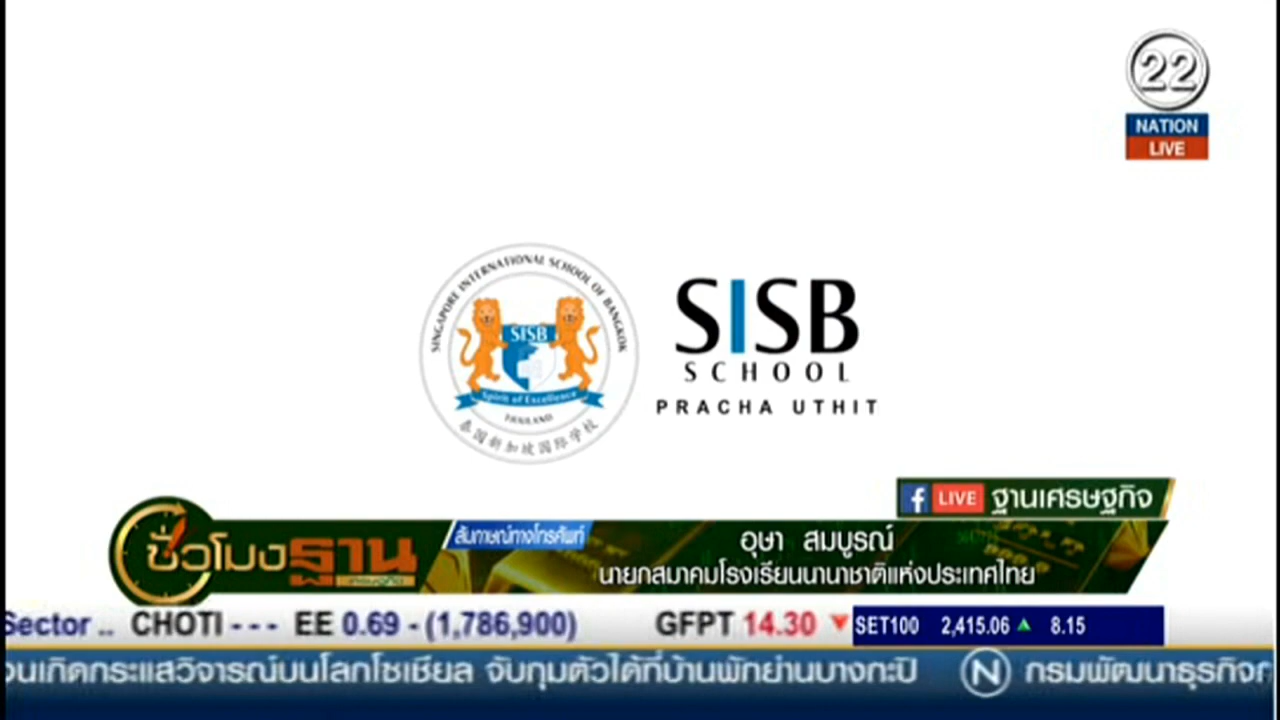 22
NATION
LIVE
SINGAPORE INTERNATIONAL SCHOOL OF BANGKOK
SISB
Spirit of Excellence
THAILAND
泰国新加坡国际学校
SISB
SCHOOL
PRACHA UTHIT
f LIVE ฐานเศรษฐกิจ
ชั่วโมงฐาน
เศรษฐกิจ
สัมภาษณ์ทางโทรศัพท์
อุษา สมบูรณ์
นายกสมาคมโรงเรียนนานาชาติแห่งประเทศไทย
Sector .. CHOTI - - - EE 0.69 - (1,786,900) GFPT 14.30 ▼ SET100 2,415.06 ▲ 8.15
วนเกิดกระแสวิจารณ์บนโลกโซเชียล จับกุมตัวได้ที่บ้านพักย่านบางกะปิ N กรมพัฒนาธุรกิจก